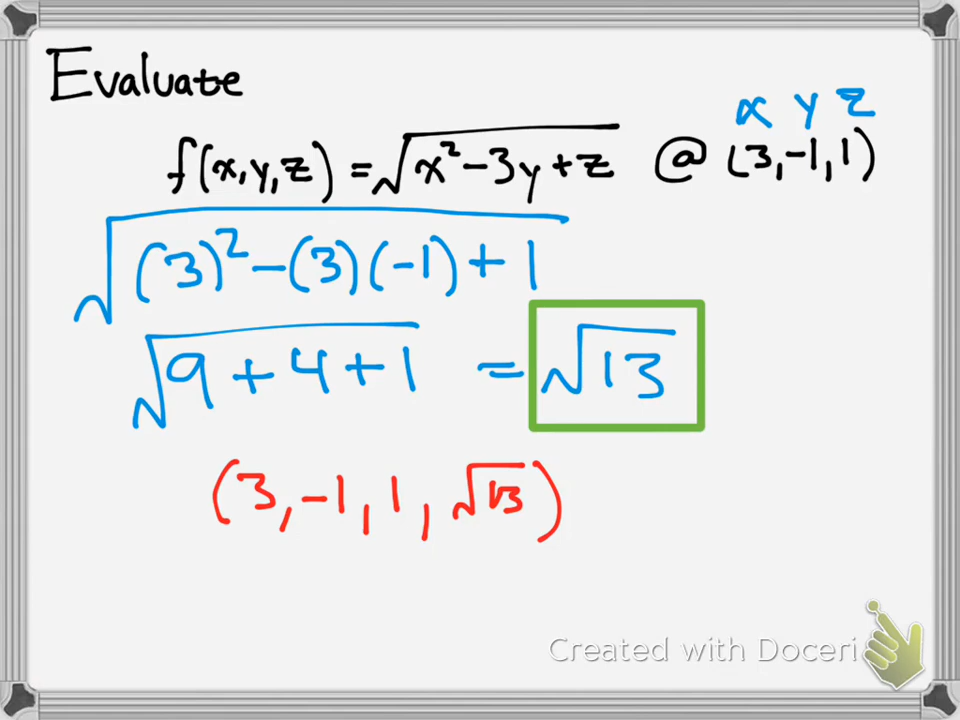 Evaluate
x y z
f(x,y,z) = √(x² - 3y + z) @ (3,-1,1)
√((3)² - (3)(-1) + 1)
√(9 + 4 + 1) = √13
(3, -1, 1, √13)
Created with Doceri